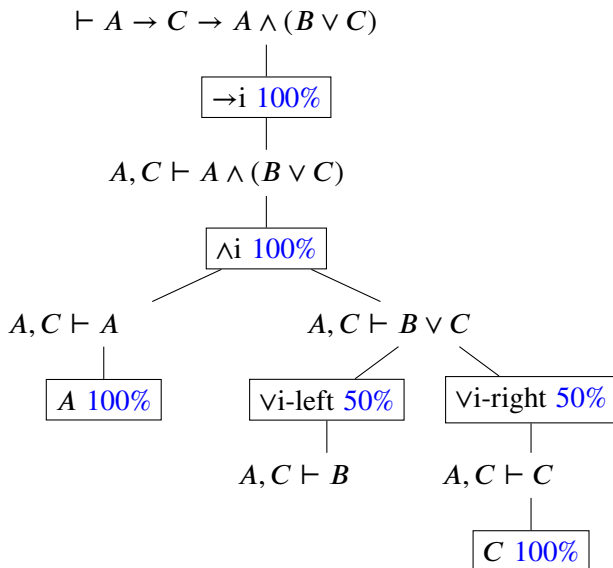 ⊢ A → C → A ∧ (B ∨ C)
→i 100%
A, C ⊢ A ∧ (B ∨ C)
∧i 100%
A, C ⊢ A
A, C ⊢ B ∨ C
A 100%
∨i-left 50%
∨i-right 50%
A, C ⊢ B
A, C ⊢ C
C 100%